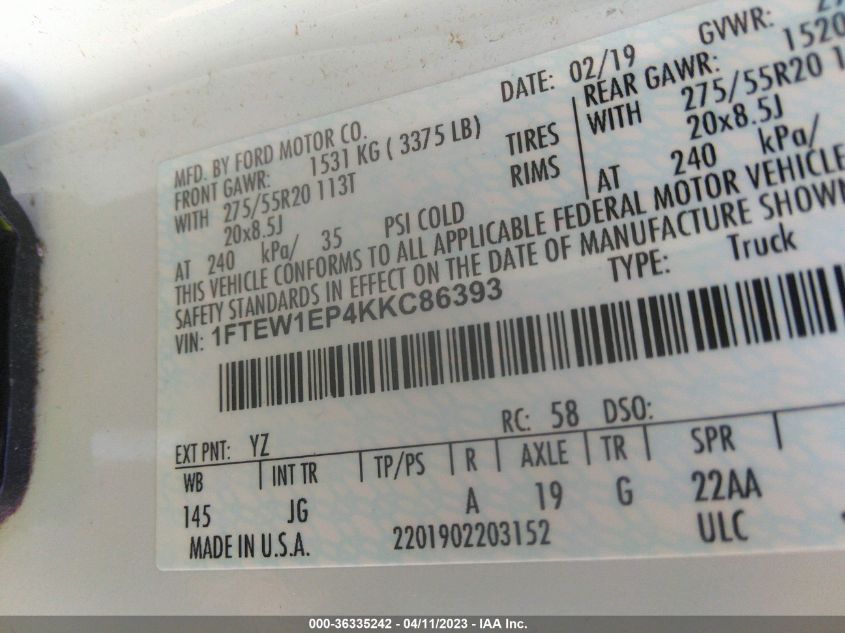 MFD. BY FORD MOTOR CO. DATE: 02/19 GVWR:
FRONT GAWR: 1531 KG ( 3375 LB) REAR GAWR: 1520
WITH 275/55R20 113T TIRES WITH 275/55R20
20x8.5J RIMS 20x8.5J
AT 240 kPa/ 35 PSI COLD AT 240 kPa/
THIS VEHICLE CONFORMS TO ALL APPLICABLE FEDERAL MOTOR VEHICLE
SAFETY STANDARDS IN EFFECT ON THE DATE OF MANUFACTURE SHOWN
VIN: 1FTEW1EP4KKC86393 TYPE: Truck
RC: 58 DSO:
EXT PNT: YZ
WB INT TR TP/PS R AXLE TR SPR
145 JG A 19 G 22AA
MADE IN U.S.A. 2201902203152 ULC
000-36335242 - 04/11/2023 - IAA Inc.